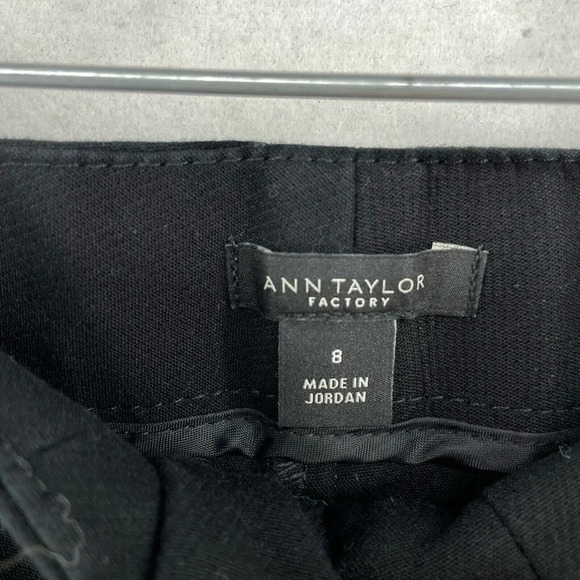 ANN TAYLOR
FACTORY
8
MADE IN
JORDAN